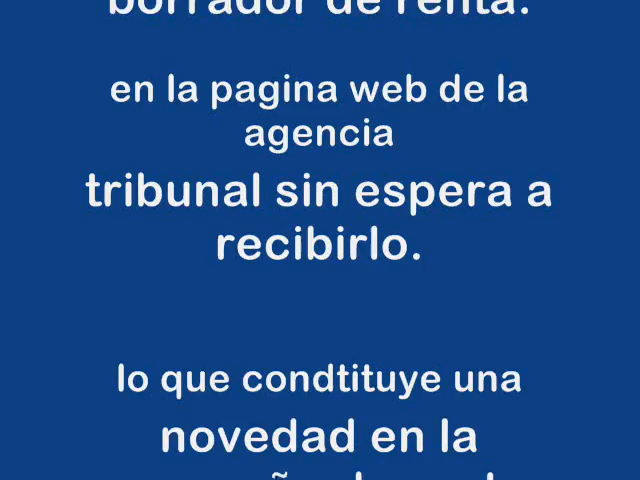 borrador de renta.
en la pagina web de la
agencia
tribunal sin espera a
recibirlo.
lo que condtituye una
novedad en la